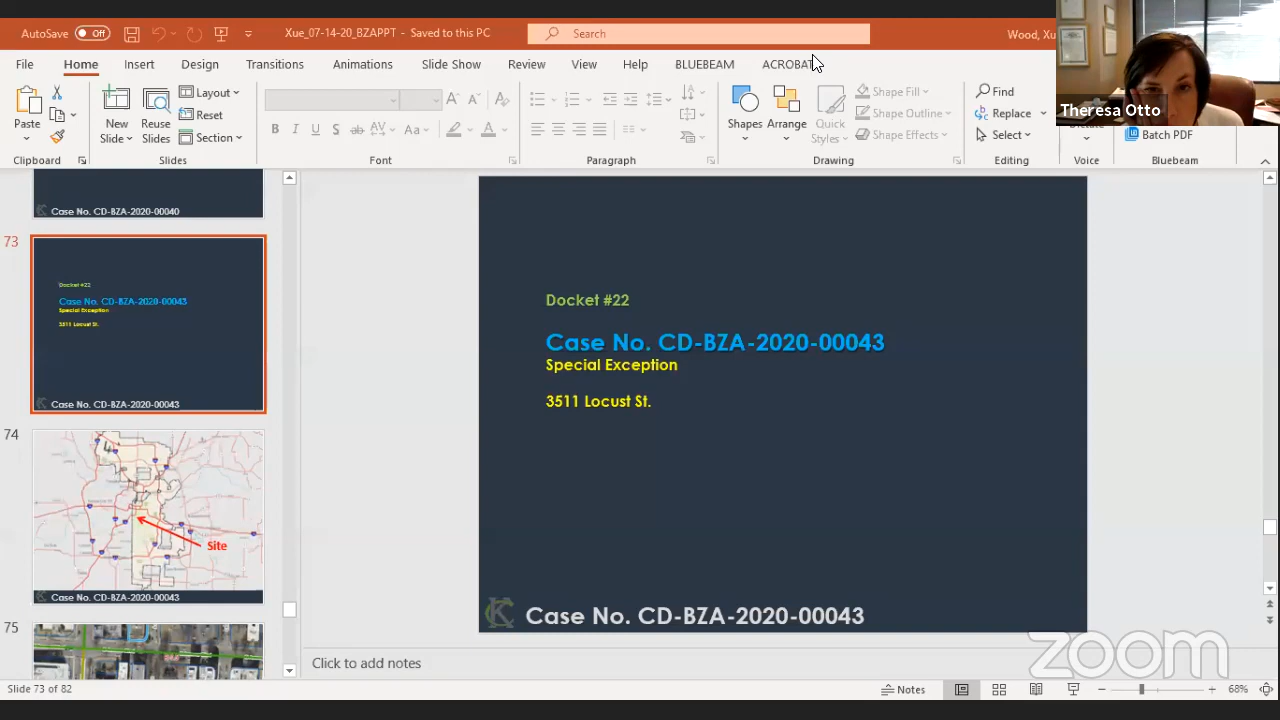 AutoSave Off
Xue_07-14-20_BZAPPT - Saved to this PC
Search
Wood, Xu
File Home Insert Design Transitions Animations Slide Show Review View Help BLUEBEAM ACROBAT
Theresa Otto
Paste
New Slide
Reuse Slides
Layout
Reset
Section
B I U S ab AV Aa A
Shapes
Arrange
Quick Styles
Shape Fill
Shape Outline
Shape Effects
Find
Replace
Select
Batch PDF
Clipboard Slides Font Paragraph Drawing Editing Voice Bluebeam
Case No. CD-BZA-2020-00040
73
Docket #22
Case No. CD-BZA-2020-00043
Special Exception
3511 Locust St.
Case No. CD-BZA-2020-00043
74
Site
Case No. CD-BZA-2020-00043
75
Docket #22
Case No. CD-BZA-2020-00043
Special Exception
3511 Locust St.
KC Case No. CD-BZA-2020-00043
Click to add notes
zoom
Slide 73 of 82
Notes
68%